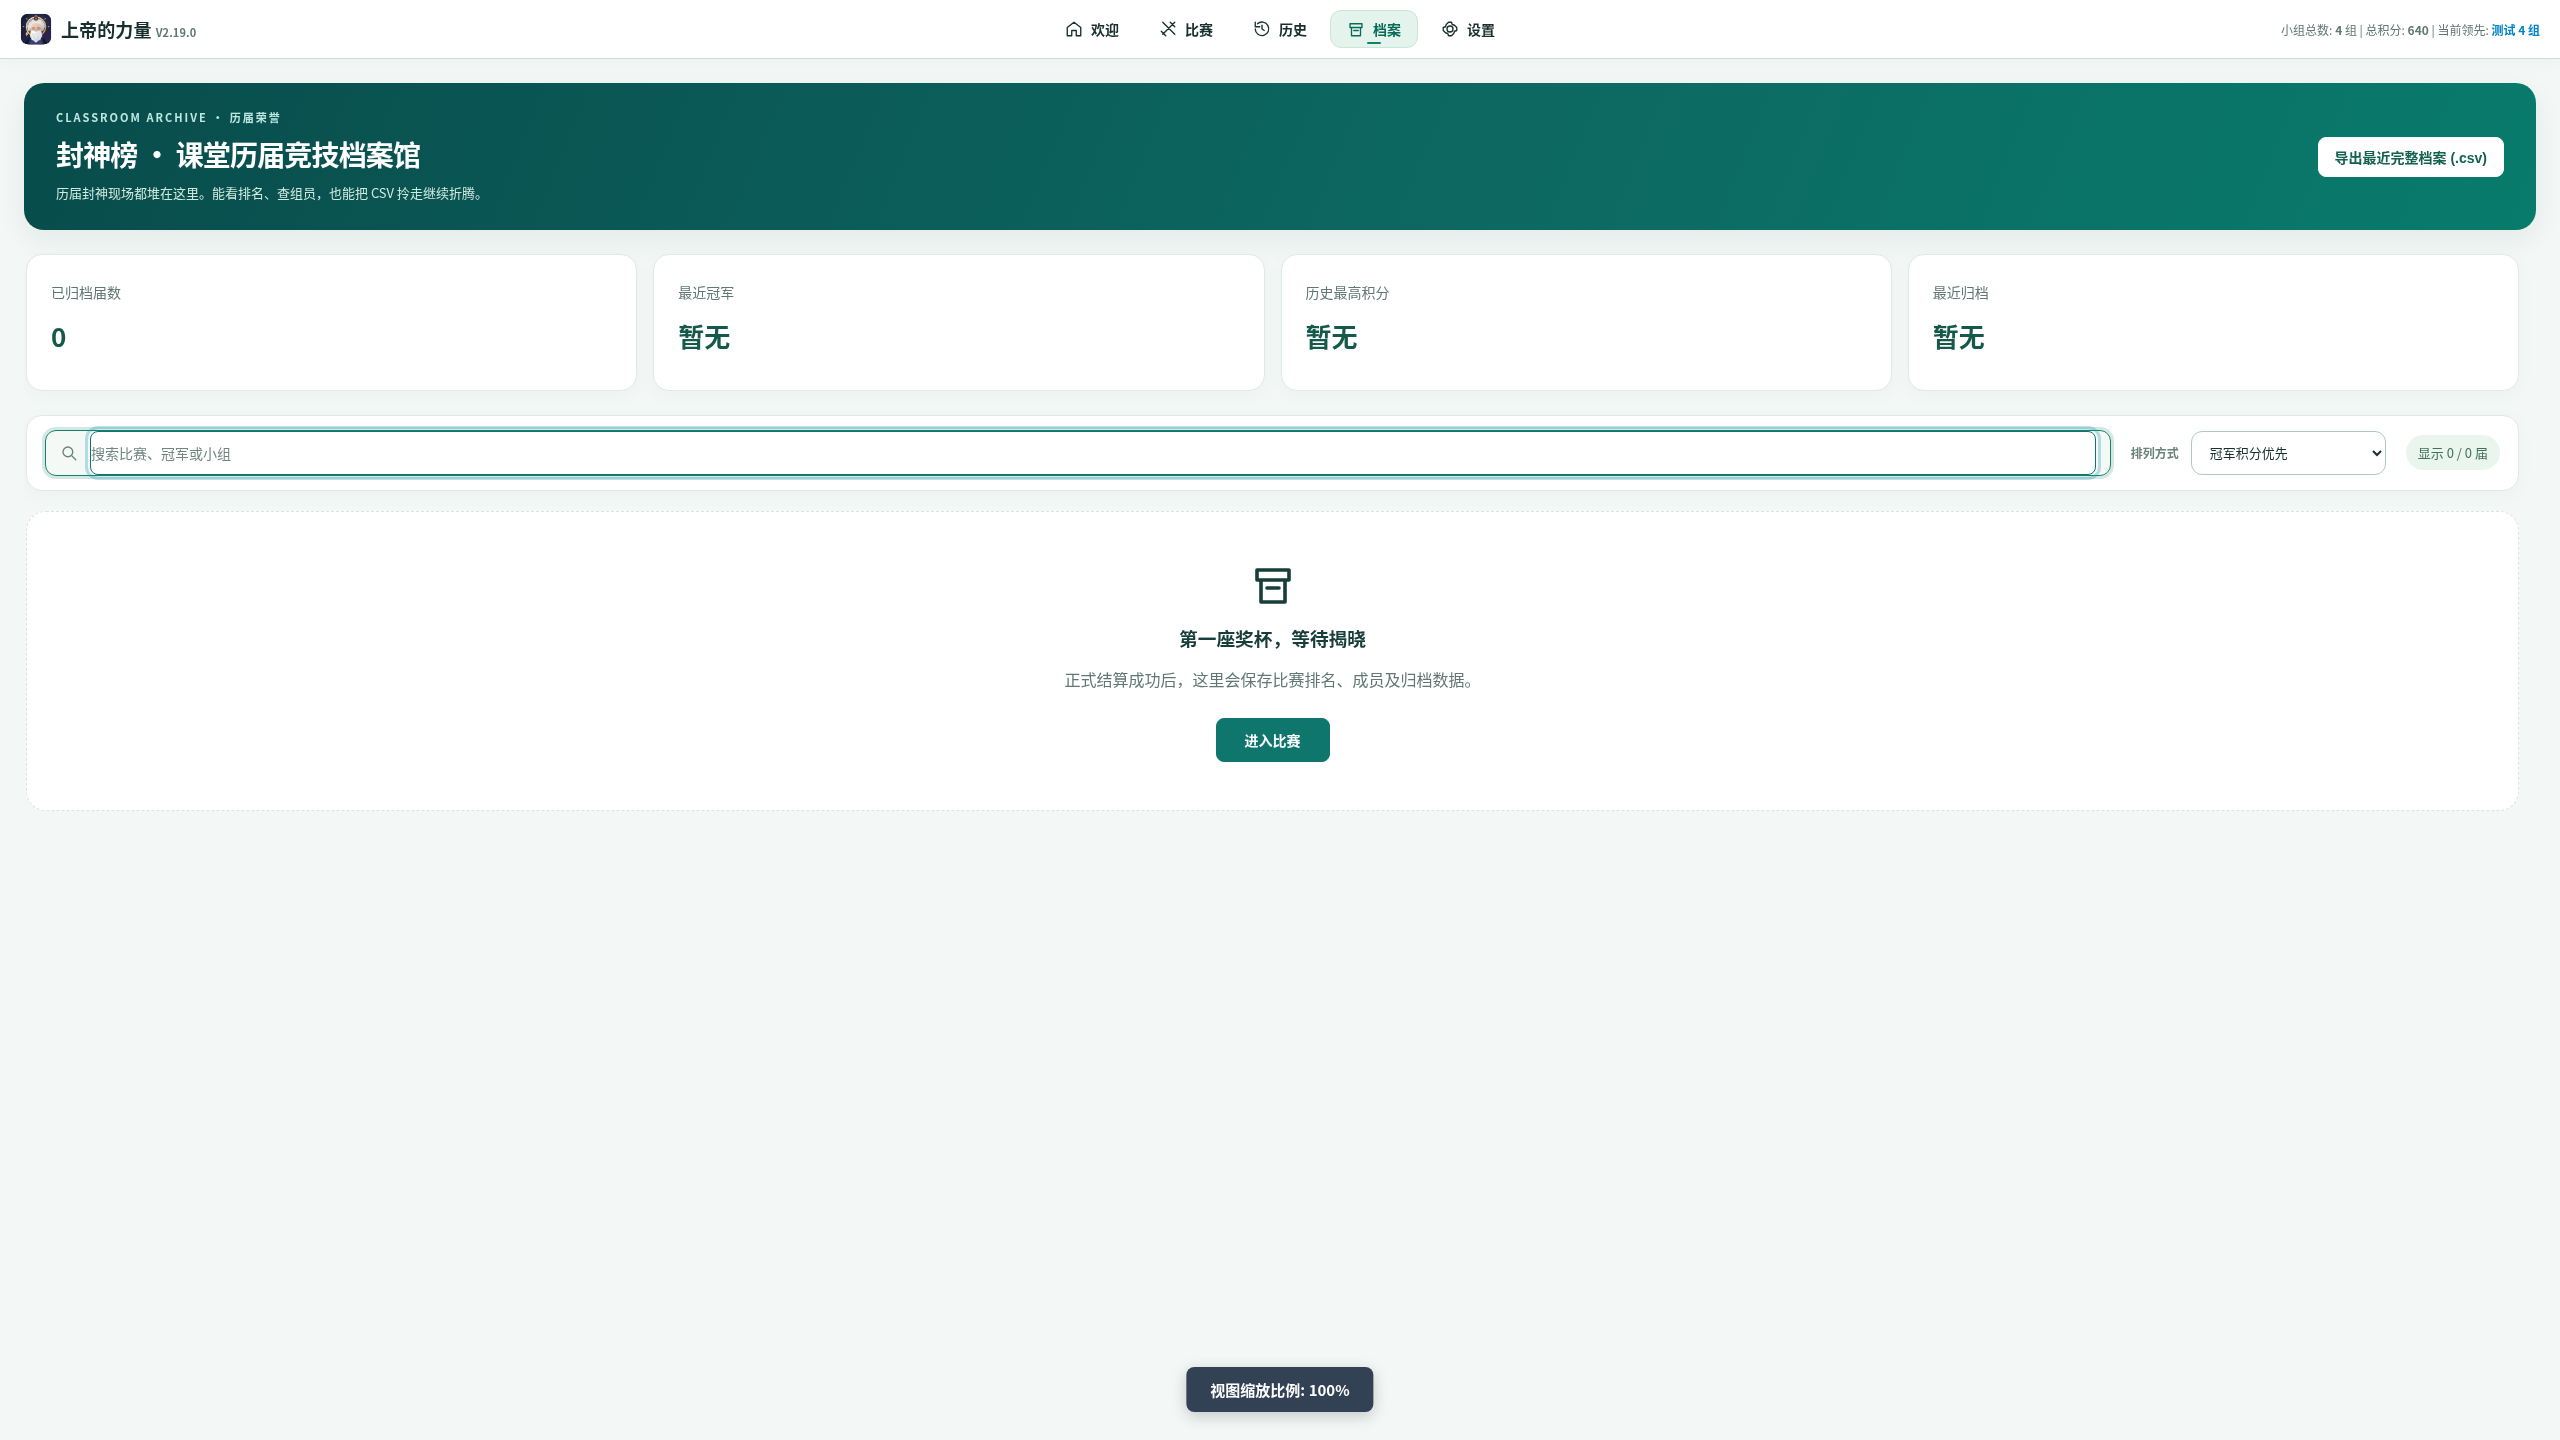 上帝的力量 V2.19.0
欢迎
比赛
历史
档案
设置
小组总数: 4 组 | 总积分: 640 | 当前领先: 测试 4 组
CLASSROOM ARCHIVE · 历届荣誉
封神榜 · 课堂历届竞技档案馆
历届封神现场都堆在这里。能看排名、查组员，也能把 CSV 拎走继续折腾。
导出最近完整档案 (.csv)
已归档届数
0
最近冠军
暂无
历史最高积分
暂无
最近归档
暂无
搜索比赛、冠军或小组
排列方式
冠军积分优先
显示 0 / 0 届
第一座奖杯，等待揭晓
正式结算成功后，这里会保存比赛排名、成员及归档数据。
进入比赛
视图缩放比例: 100%